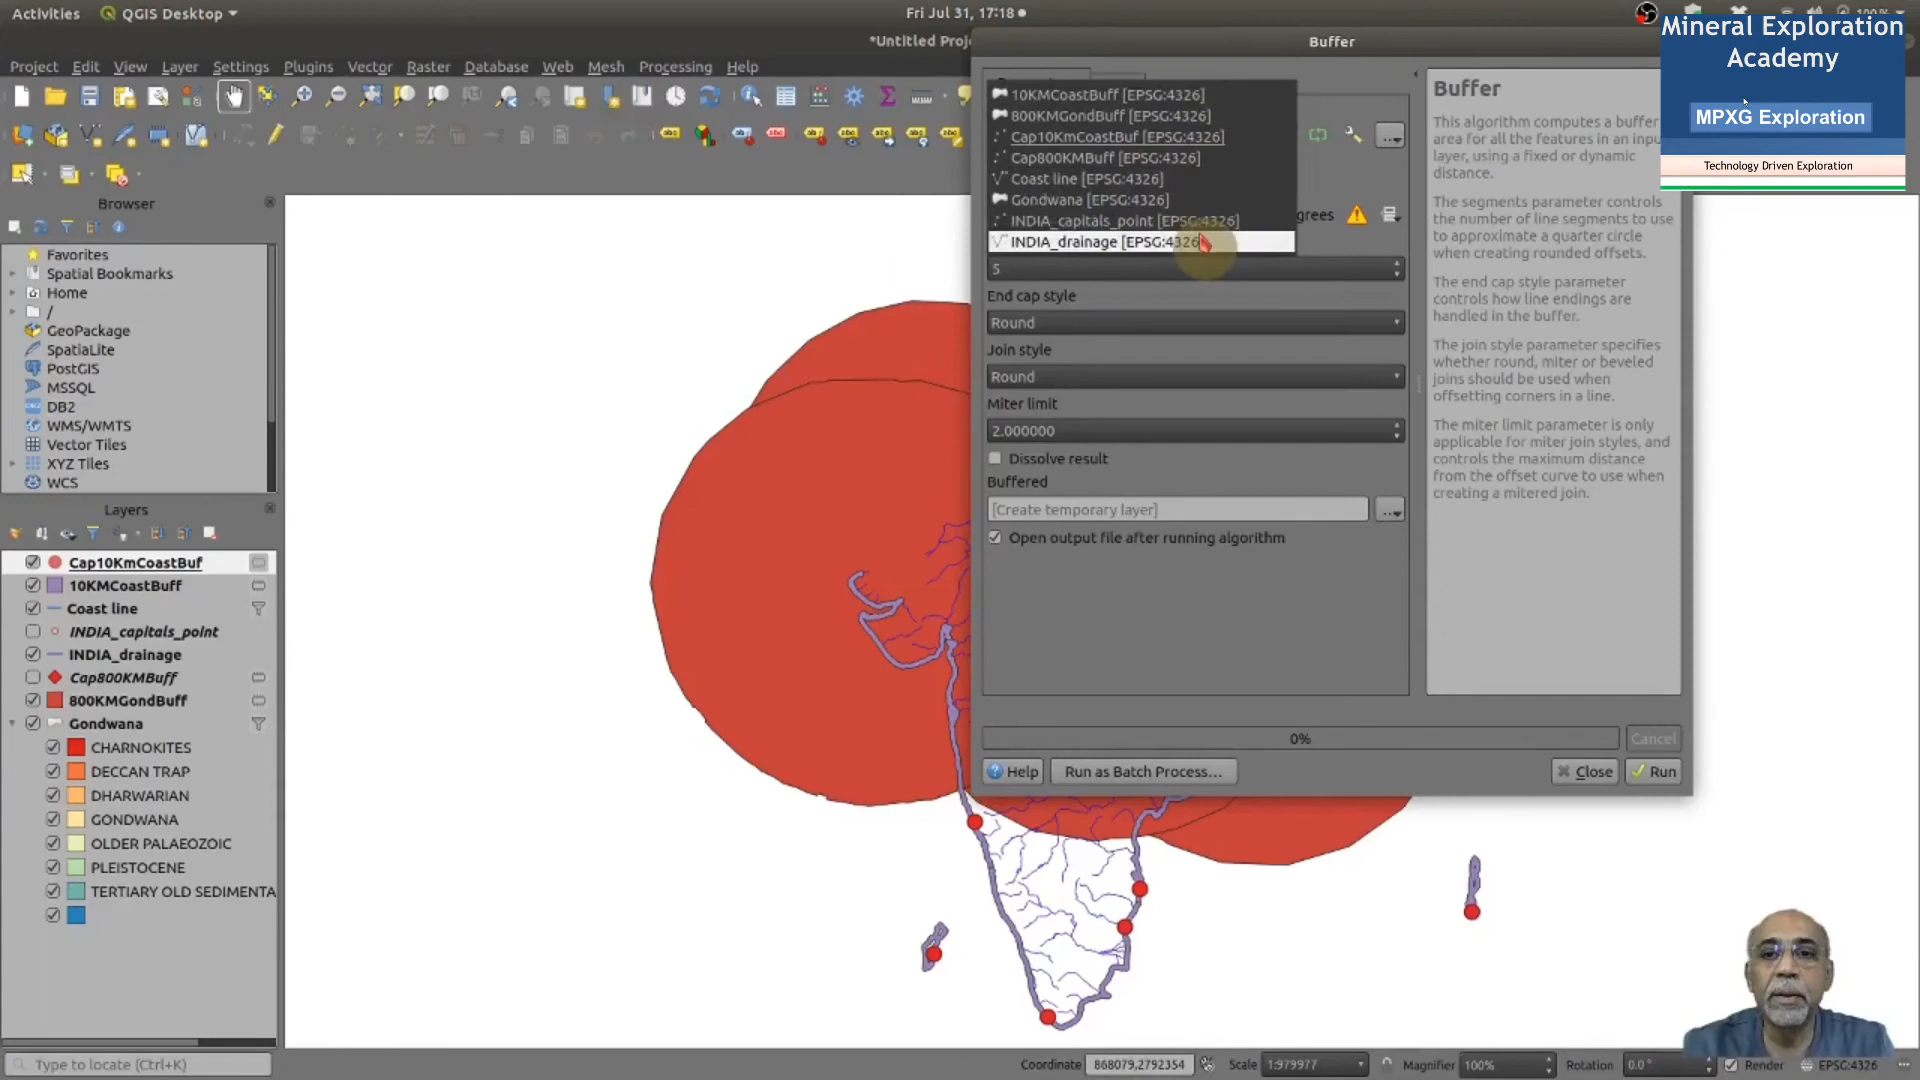 Activities
QGIS Desktop
Fri Jul 31, 17:18
100%
*Untitled Proje
Buffer
Project Edit View Layer Settings Plugins Vector Raster Database Web Mesh Processing Help
Mineral Exploration
Academy
MPXG Exploration
Technology Driven Exploration
10KMCoastBuff [EPSG:4326]
800KMGondBuff [EPSG:4326]
Cap10KmCoastBuf [EPSG:4326]
Cap800KMBuff [EPSG:4326]
Coast line [EPSG:4326]
Gondwana [EPSG:4326]
INDIA_capitals_point [EPSG:4326]
INDIA_drainage [EPSG:4326
grees
5
End cap style
Round
Join style
Round
Miter limit
2.000000
Dissolve result
Buffered
[Create temporary layer]
Open output file after running algorithm
0%
Cancel
Help
Run as Batch Process...
Close
Run
Buffer
This algorithm computes a buffer
area for all the features in an input
layer, using a fixed or dynamic
distance.
The segments parameter controls
the number of line segments to use
to approximate a quarter circle
when creating rounded offsets.
The end cap style parameter
controls how line endings are
handled in the buffer.
The join style parameter specifies
whether round, miter or beveled
joins should be used when
offsetting corners in a line.
The miter limit parameter is only
applicable for miter join styles, and
controls the maximum distance
from the offset curve to use when
creating a mitered join.
Browser
Favorites
Spatial Bookmarks
Home
/
GeoPackage
SpatiaLite
PostGIS
MSSQL
DB2
WMS/WMTS
Vector Tiles
XYZ Tiles
WCS
Layers
Cap10KmCoastBuf
10KMCoastBuff
Coast line
INDIA_capitals_point
INDIA_drainage
Cap800KMBuff
800KMGondBuff
Gondwana
CHARNOKITES
DECCAN TRAP
DHARWARIAN
GONDWANA
OLDER PALAEOZOIC
PLEISTOCENE
TERTIARY OLD SEDIMENTA
Type to locate (Ctrl+K)
Coordinate 868079,2792354
Scale 1:979977
Magnifier 100%
Rotation 0.0°
Render
EPSG:4326